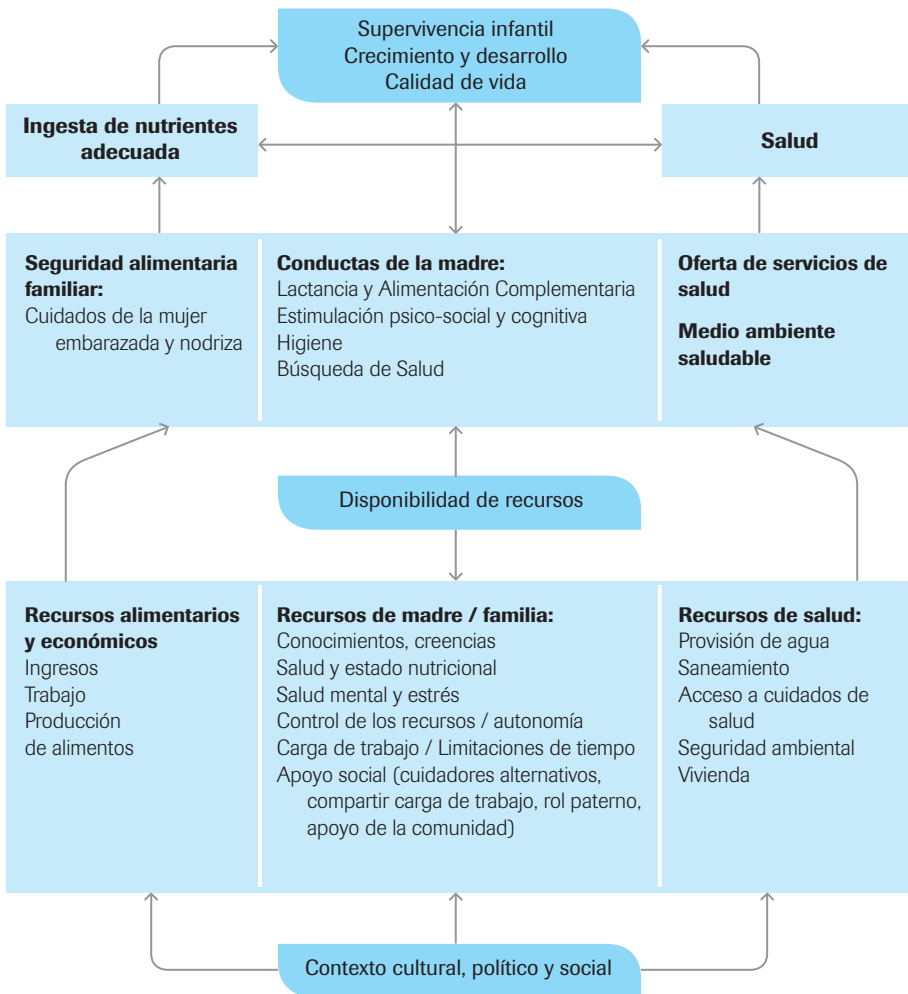 Supervivencia infantil
Crecimiento y desarrollo
Calidad de vida
Ingesta de nutrientes
adecuada
Salud
Seguridad alimentaria
familiar:
Cuidados de la mujer
embarazada y nodriza
Conductas de la madre:
Lactancia y Alimentación Complementaria
Estimulación psico-social y cognitiva
Higiene
Búsqueda de Salud
Oferta de servicios de
salud
Medio ambiente
saludable
Disponibilidad de recursos
Recursos alimentarios
y económicos
Ingresos
Trabajo
Producción
de alimentos
Recursos de madre / familia:
Conocimientos, creencias
Salud y estado nutricional
Salud mental y estrés
Control de los recursos / autonomía
Carga de trabajo / Limitaciones de tiempo
Apoyo social (cuidadores alternativos,
compartir carga de trabajo, rol paterno,
apoyo de la comunidad)
Recursos de salud:
Provisión de agua
Saneamiento
Acceso a cuidados de
salud
Seguridad ambiental
Vivienda
Contexto cultural, político y social